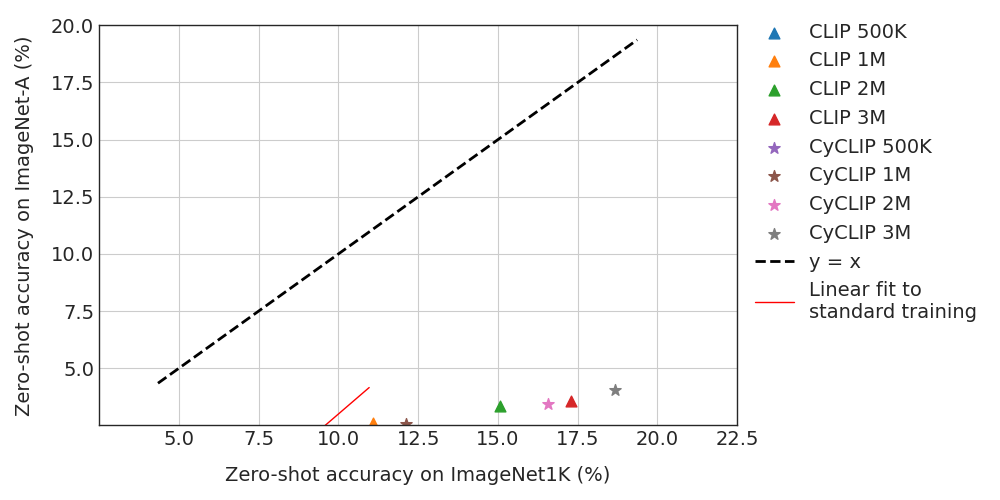 20.0
17.5
15.0
12.5
10.0
7.5
5.0
Zero-shot accuracy on ImageNet-A (%)
5.0 7.5 10.0 12.5 15.0 17.5 20.0 22.5
Zero-shot accuracy on ImageNet1K (%)
CLIP 500K
CLIP 1M
CLIP 2M
CLIP 3M
CyCLIP 500K
CyCLIP 1M
CyCLIP 2M
CyCLIP 3M
y = x
Linear fit to
standard training